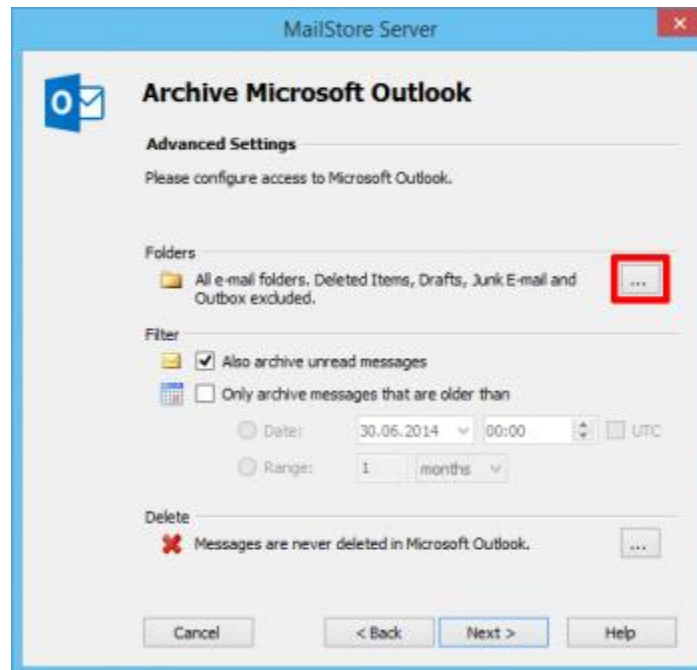 MailStore Server
Archive Microsoft Outlook
Advanced Settings
Please configure access to Microsoft Outlook.
Folders
All e-mail folders. Deleted Items, Drafts, Junk E-mail and
Outbox excluded.
...
Filter
Also archive unread messages
Only archive messages that are older than
Date: 30.06.2014 00:00 UTC
Range: 1 months
Delete
Messages are never deleted in Microsoft Outlook. ...
Cancel < Back Next > Help